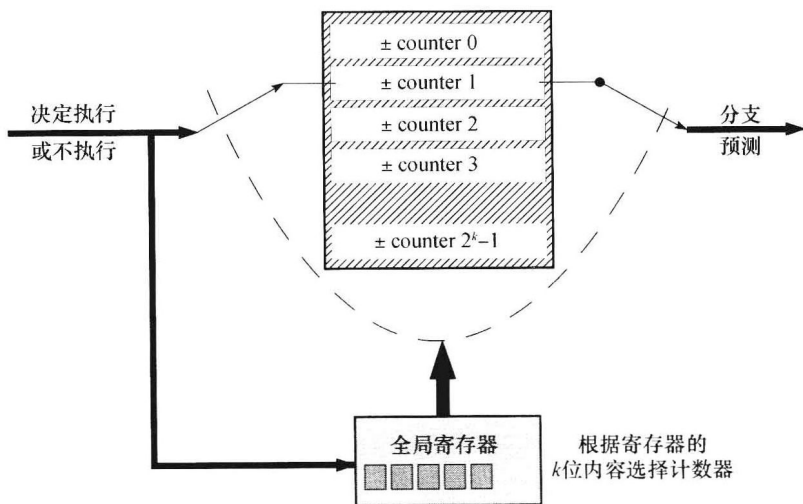 ± counter 0
± counter 1
± counter 2
± counter 3
± counter 2ᵏ–1
决定执行
或不执行
分支
预测
全局寄存器
根据寄存器的
k位内容选择计数器